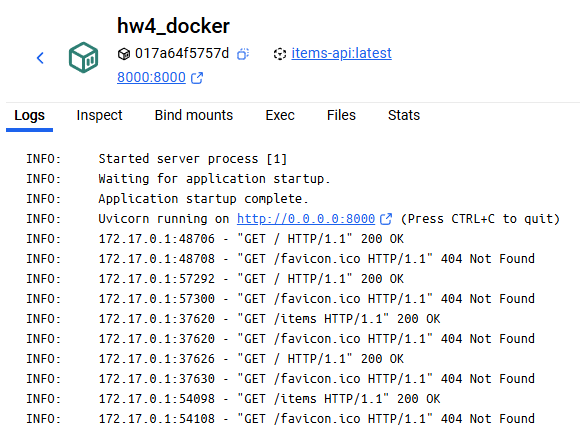 hw4_docker
017a64f5757d items-api:latest
8000:8000
Logs Inspect Bind mounts Exec Files Stats
INFO: Started server process [1]
INFO: Waiting for application startup.
INFO: Application startup complete.
INFO: Uvicorn running on http://0.0.0.0:8000 (Press CTRL+C to quit)
INFO: 172.17.0.1:48706 - "GET / HTTP/1.1" 200 OK
INFO: 172.17.0.1:48708 - "GET /favicon.ico HTTP/1.1" 404 Not Found
INFO: 172.17.0.1:57292 - "GET / HTTP/1.1" 200 OK
INFO: 172.17.0.1:57300 - "GET /favicon.ico HTTP/1.1" 404 Not Found
INFO: 172.17.0.1:37620 - "GET /items HTTP/1.1" 200 OK
INFO: 172.17.0.1:37620 - "GET /favicon.ico HTTP/1.1" 404 Not Found
INFO: 172.17.0.1:37626 - "GET / HTTP/1.1" 200 OK
INFO: 172.17.0.1:37630 - "GET /favicon.ico HTTP/1.1" 404 Not Found
INFO: 172.17.0.1:54098 - "GET /items HTTP/1.1" 200 OK
INFO: 172.17.0.1:54108 - "GET /favicon.ico HTTP/1.1" 404 Not Found